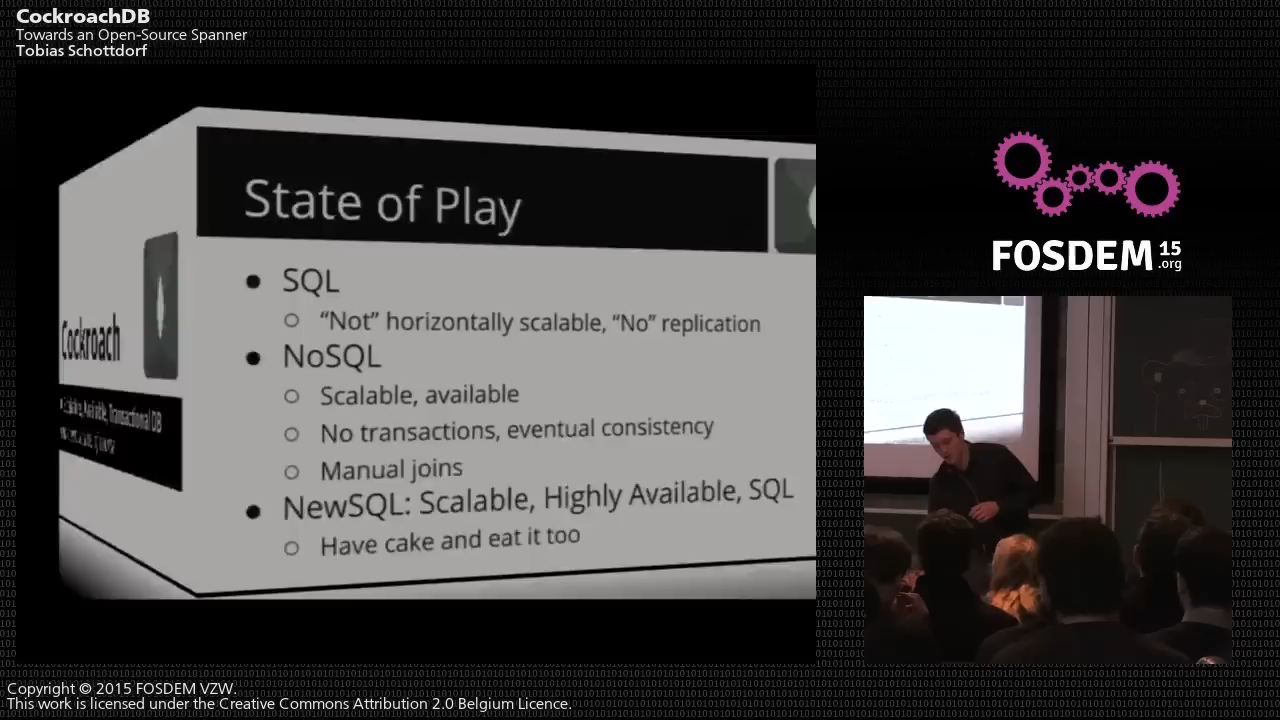 CockroachDB
Towards an Open-Source Spanner
Tobias Schottdorf
State of Play
● SQL
○ “Not” horizontally scalable, “No” replication
● NoSQL
○ Scalable, available
○ No transactions, eventual consistency
○ Manual joins
● NewSQL: Scalable, Highly Available, SQL
○ Have cake and eat it too
Cockroach
Available, Transactional DB
FOSDEM 15
.org
Copyright © 2015 FOSDEM VZW.
This work is licensed under the Creative Commons Attribution 2.0 Belgium Licence.